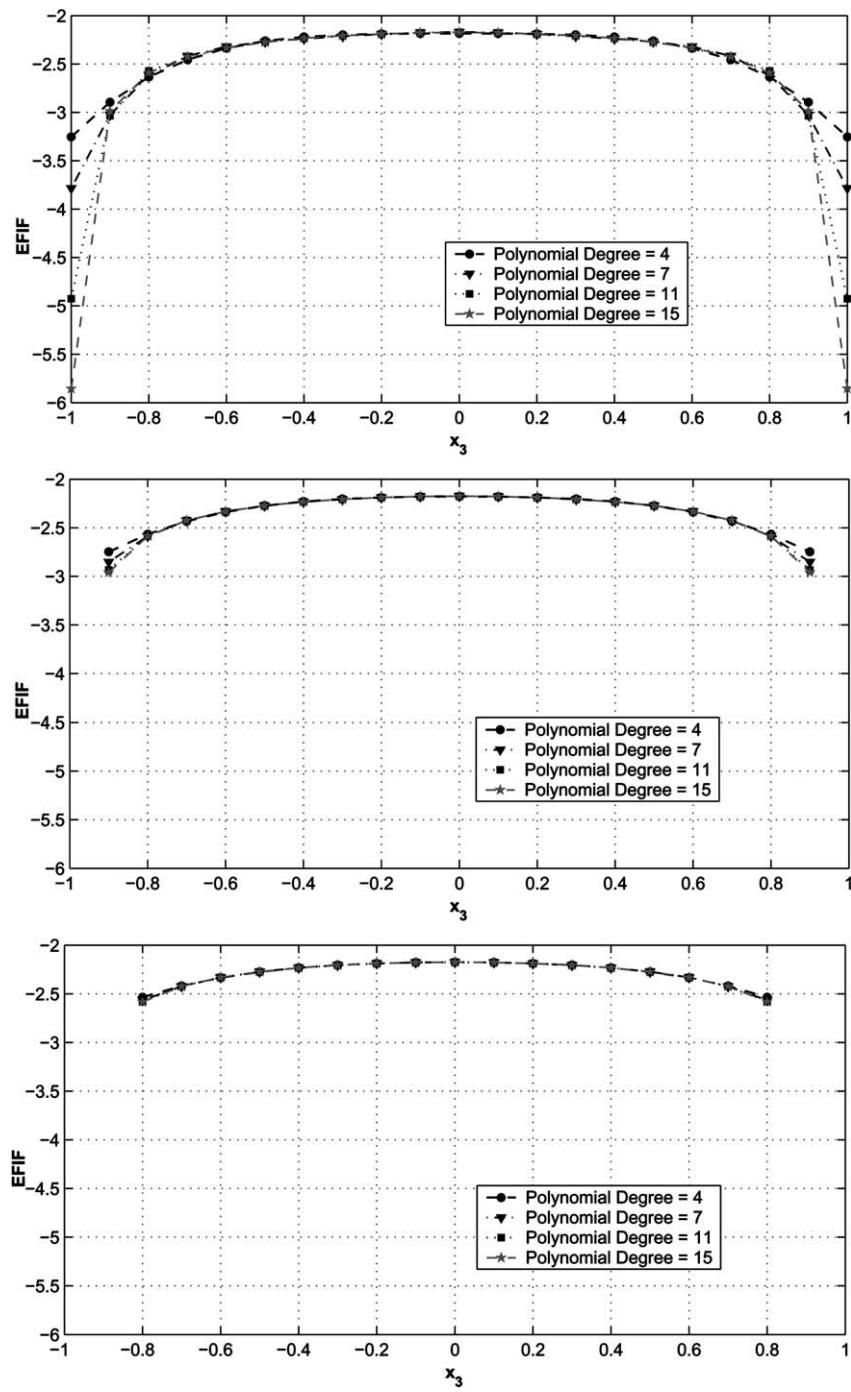 −2
−2.5
−3
−3.5
−4
−4.5
−5
−5.5
−6
EFIF
Polynomial Degree = 4
Polynomial Degree = 7
Polynomial Degree = 11
Polynomial Degree = 15
−1 −0.8 −0.6 −0.4 −0.2 0 0.2 0.4 0.6 0.8 1
x3
−2
−2.5
−3
−3.5
−4
−4.5
−5
−5.5
−6
EFIF
Polynomial Degree = 4
Polynomial Degree = 7
Polynomial Degree = 11
Polynomial Degree = 15
−1 −0.8 −0.6 −0.4 −0.2 0 0.2 0.4 0.6 0.8 1
x3
−2
−2.5
−3
−3.5
−4
−4.5
−5
−5.5
−6
EFIF
Polynomial Degree = 4
Polynomial Degree = 7
Polynomial Degree = 11
Polynomial Degree = 15
−1 −0.8 −0.6 −0.4 −0.2 0 0.2 0.4 0.6 0.8 1
x3